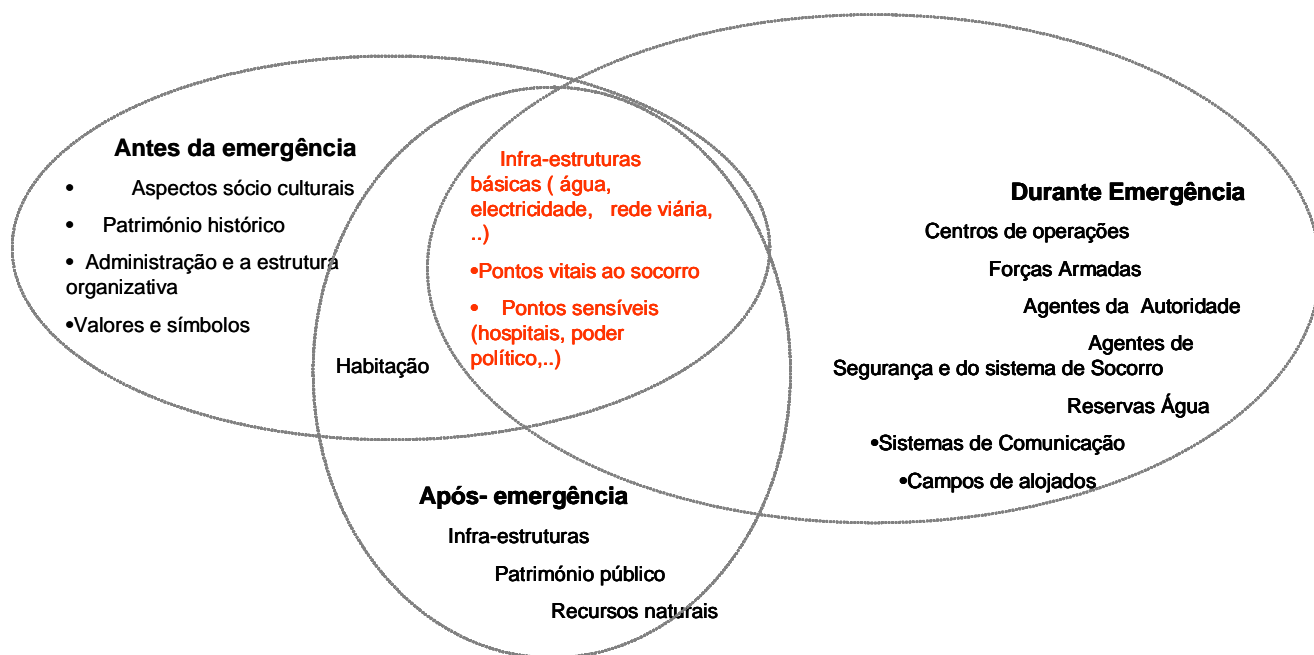 Antes da emergência
• Aspectos sócio culturais
• Património histórico
• Administração e a estrutura
organizativa
•Valores e símbolos
Habitação
Infra-estruturas
básicas ( água,
electricidade, rede viária,
..)
•Pontos vitais ao socorro
• Pontos sensíveis
(hospitais, poder
político,..)
Durante Emergência
Centros de operações
Forças Armadas
Agentes da Autoridade
Agentes de
Segurança e do sistema de Socorro
Reservas Água
•Sistemas de Comunicação
•Campos de alojados
Após- emergência
Infra-estruturas
Património público
Recursos naturais